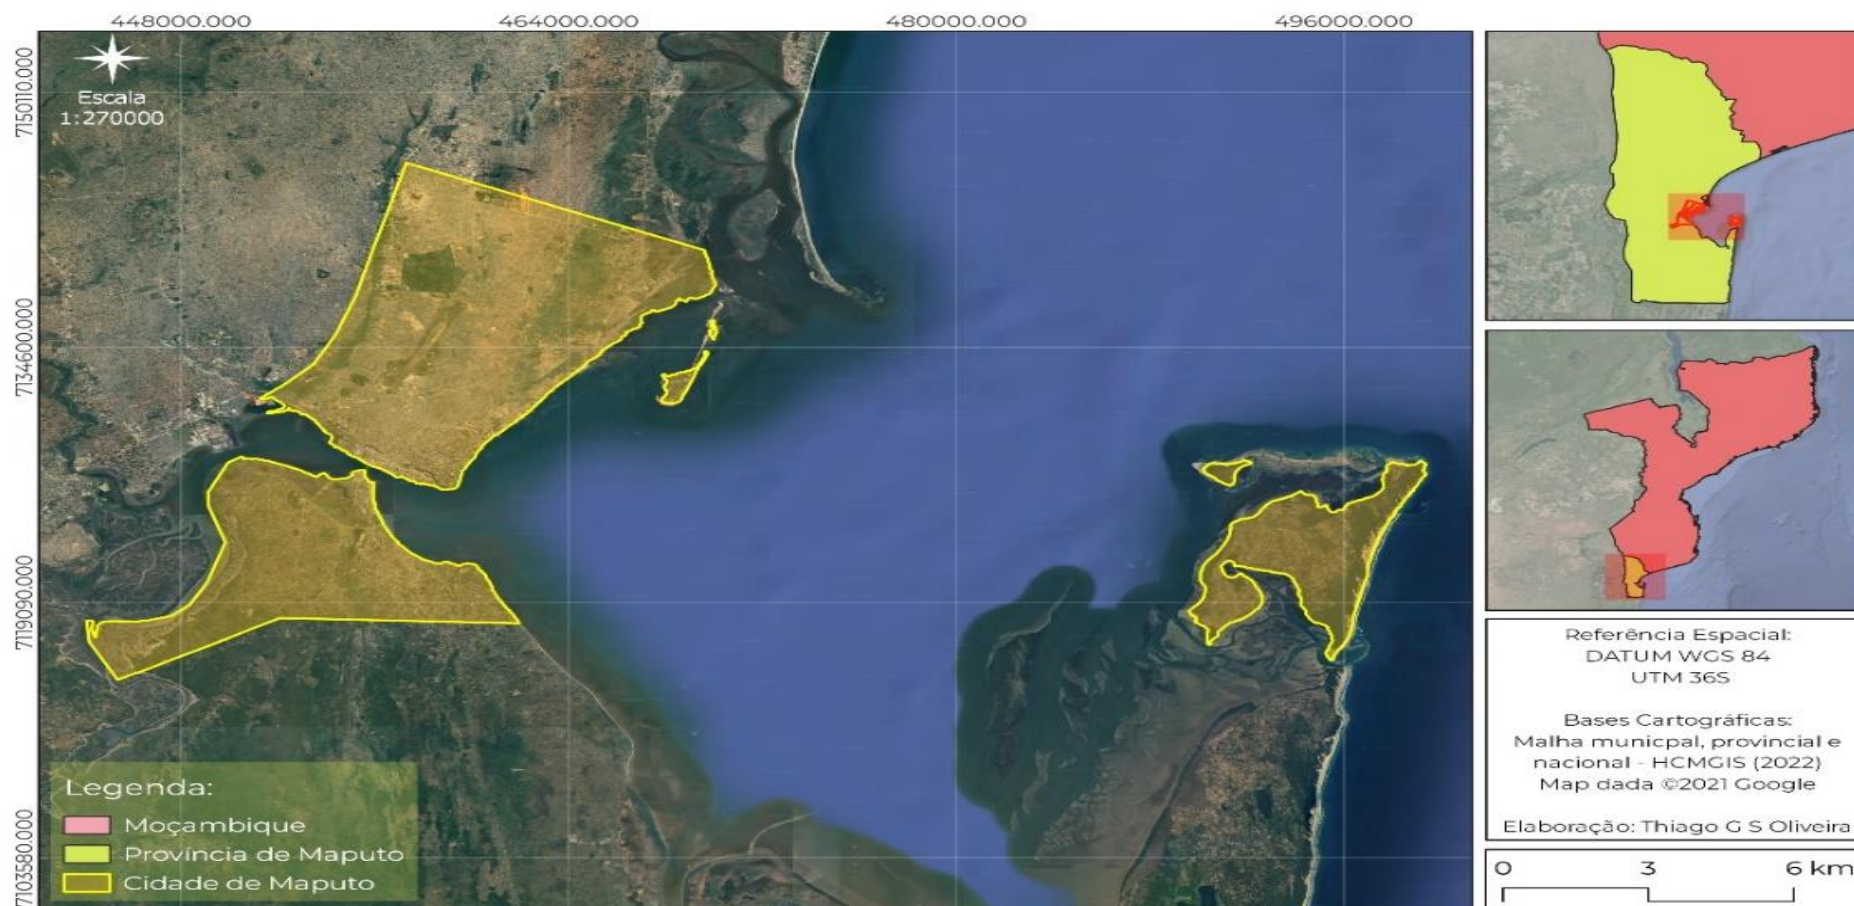 448000.000 464000.000 480000.000 496000.000
7150110.000
7134600.000
7119090.000
7103580.000
Escala
1:270000
Legenda:
Moçambique
Província de Maputo
Cidade de Maputo
Referência Espacial:
DATUM WGS 84
UTM 36S
Bases Cartográficas:
Malha municpal, provincial e
nacional - HCMGIS (2022)
Map dada ©2021 Google
Elaboração: Thiago G S Oliveira
0 3 6 km